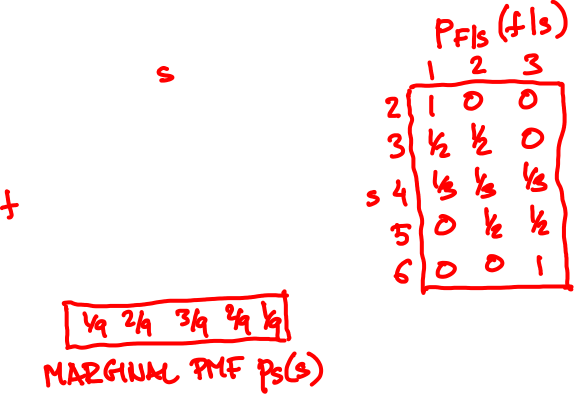 P_F|s (f|s)
s
1 2 3
2 1 0 0
3 1/2 1/2 0
s 4 1/3 1/3 1/3
f
5 0 1/2 1/2
6 0 0 1
1/9 2/9 3/9 2/9 1/9
MARGINAL PMF Ps(s)